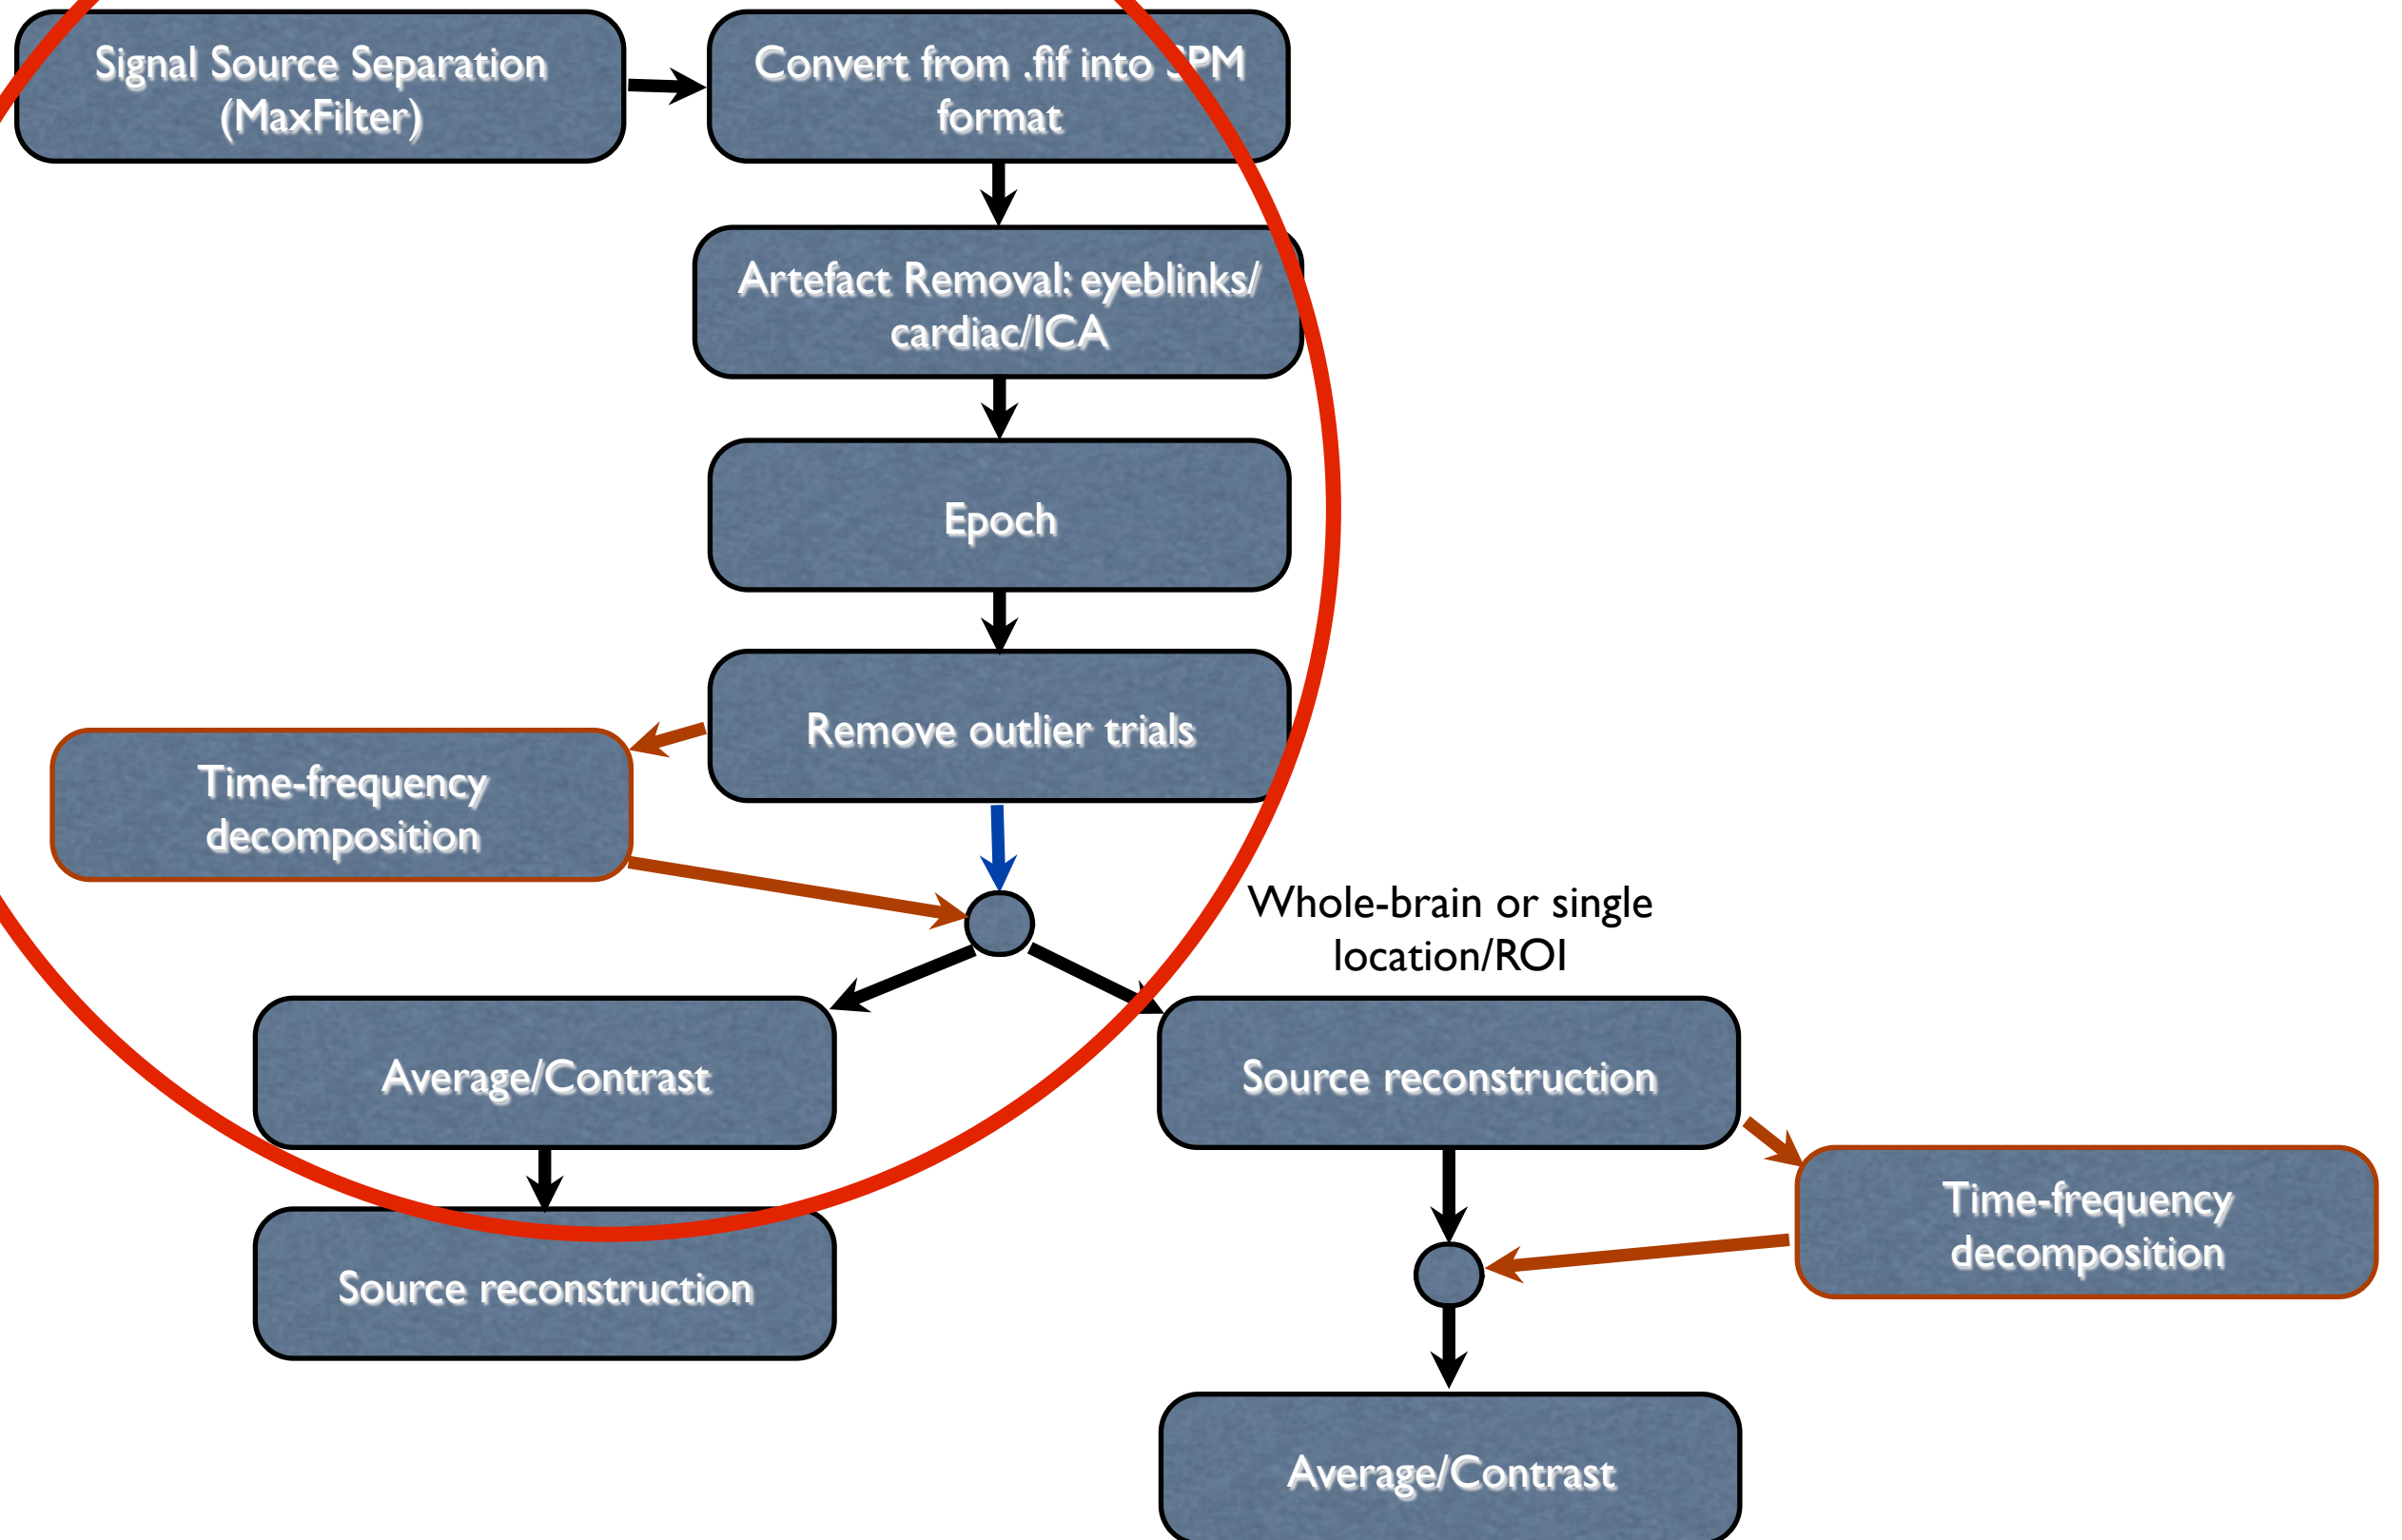 Signal Source Separation
(MaxFilter)
Convert from .fif into SPM
format
Artefact Removal: eyeblinks/
cardiac/ICA
Epoch
Remove outlier trials
Time-frequency
decomposition
Whole-brain or single
location/ROI
Average/Contrast
Source reconstruction
Source reconstruction
Time-frequency
decomposition
Average/Contrast